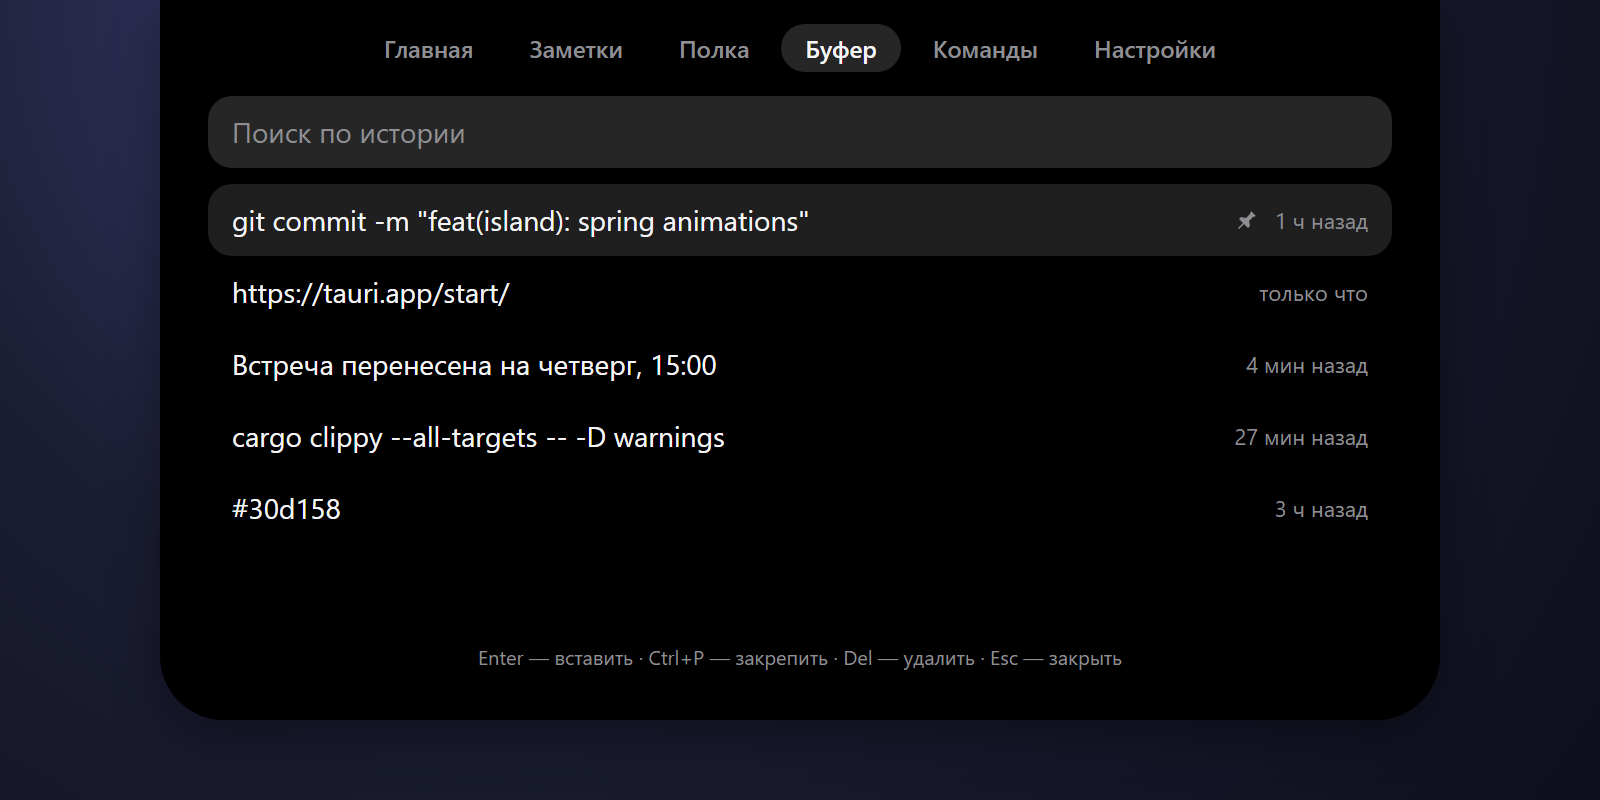 Главная Заметки Полка Буфер Команды Настройки
Поиск по истории
git commit -m "feat(island): spring animations" 1 ч назад
https://tauri.app/start/ только что
Встреча перенесена на четверг, 15:00 4 мин назад
cargo clippy --all-targets -- -D warnings 27 мин назад
#30d158 3 ч назад
Enter — вставить · Ctrl+P — закрепить · Del — удалить · Esc — закрыть